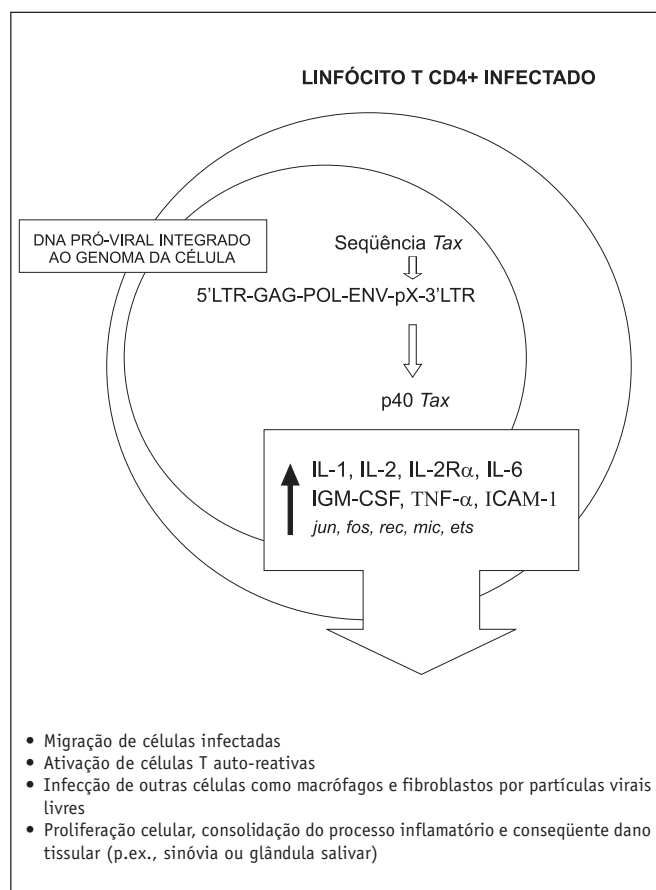 LINFÓCITO T CD4+ INFECTADO
DNA PRÓ-VIRAL INTEGRADO
AO GENOMA DA CÉLULA
Seqüência Tax
5'LTR-GAG-POL-ENV-pX-3'LTR
p40 Tax
IL-1, IL-2, IL-2Rα, IL-6
IGM-CSF, TNF-α, ICAM-1
jun, fos, rec, mic, ets
• Migração de células infectadas
• Ativação de células T auto-reativas
• Infecção de outras células como macrófagos e fibroblastos por partículas virais
livres
• Proliferação celular, consolidação do processo inflamatório e conseqüente dano
tissular (p.ex., sinóvia ou glândula salivar)